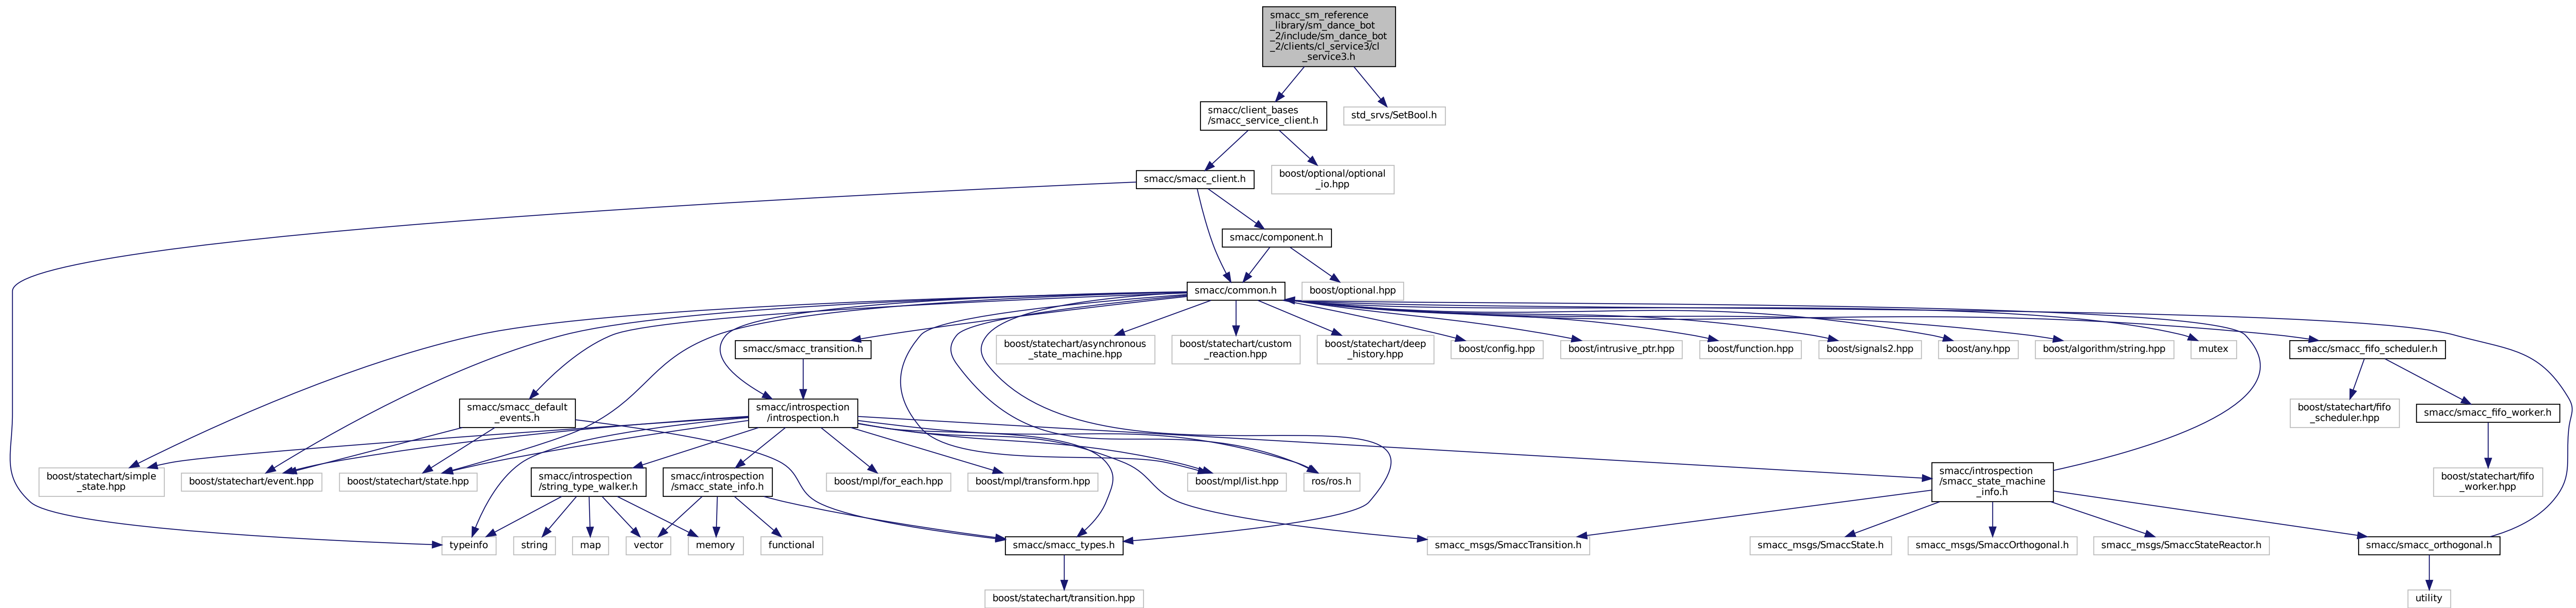 smacc_sm_reference
_library/sm_dance_bot
_2/include/sm_dance_bot
_2/clients/cl_service3/cl
_service3.h
smacc/client_bases
/smacc_service_client.h
std_srvs/SetBool.h
smacc/smacc_client.h
boost/optional/optional
_io.hpp
smacc/component.h
smacc/common.h
boost/optional.hpp
smacc/smacc_transition.h
boost/statechart/asynchronous
_state_machine.hpp
boost/statechart/custom
_reaction.hpp
boost/statechart/deep
_history.hpp
boost/config.hpp
boost/intrusive_ptr.hpp
boost/function.hpp
boost/signals2.hpp
boost/any.hpp
boost/algorithm/string.hpp
mutex
smacc/smacc_fifo_scheduler.h
smacc/smacc_default
_events.h
smacc/introspection
/introspection.h
boost/statechart/fifo
_scheduler.hpp
smacc/smacc_fifo_worker.h
boost/statechart/simple
_state.hpp
boost/statechart/event.hpp
boost/statechart/state.hpp
smacc/introspection
/string_type_walker.h
smacc/introspection
/smacc_state_info.h
boost/mpl/for_each.hpp
boost/mpl/transform.hpp
boost/mpl/list.hpp
ros/ros.h
smacc/introspection
/smacc_state_machine
_info.h
boost/statechart/fifo
_worker.hpp
typeinfo
string
map
vector
memory
functional
smacc/smacc_types.h
smacc_msgs/SmaccTransition.h
smacc_msgs/SmaccState.h
smacc_msgs/SmaccOrthogonal.h
smacc_msgs/SmaccStateReactor.h
smacc/smacc_orthogonal.h
boost/statechart/transition.hpp
utility